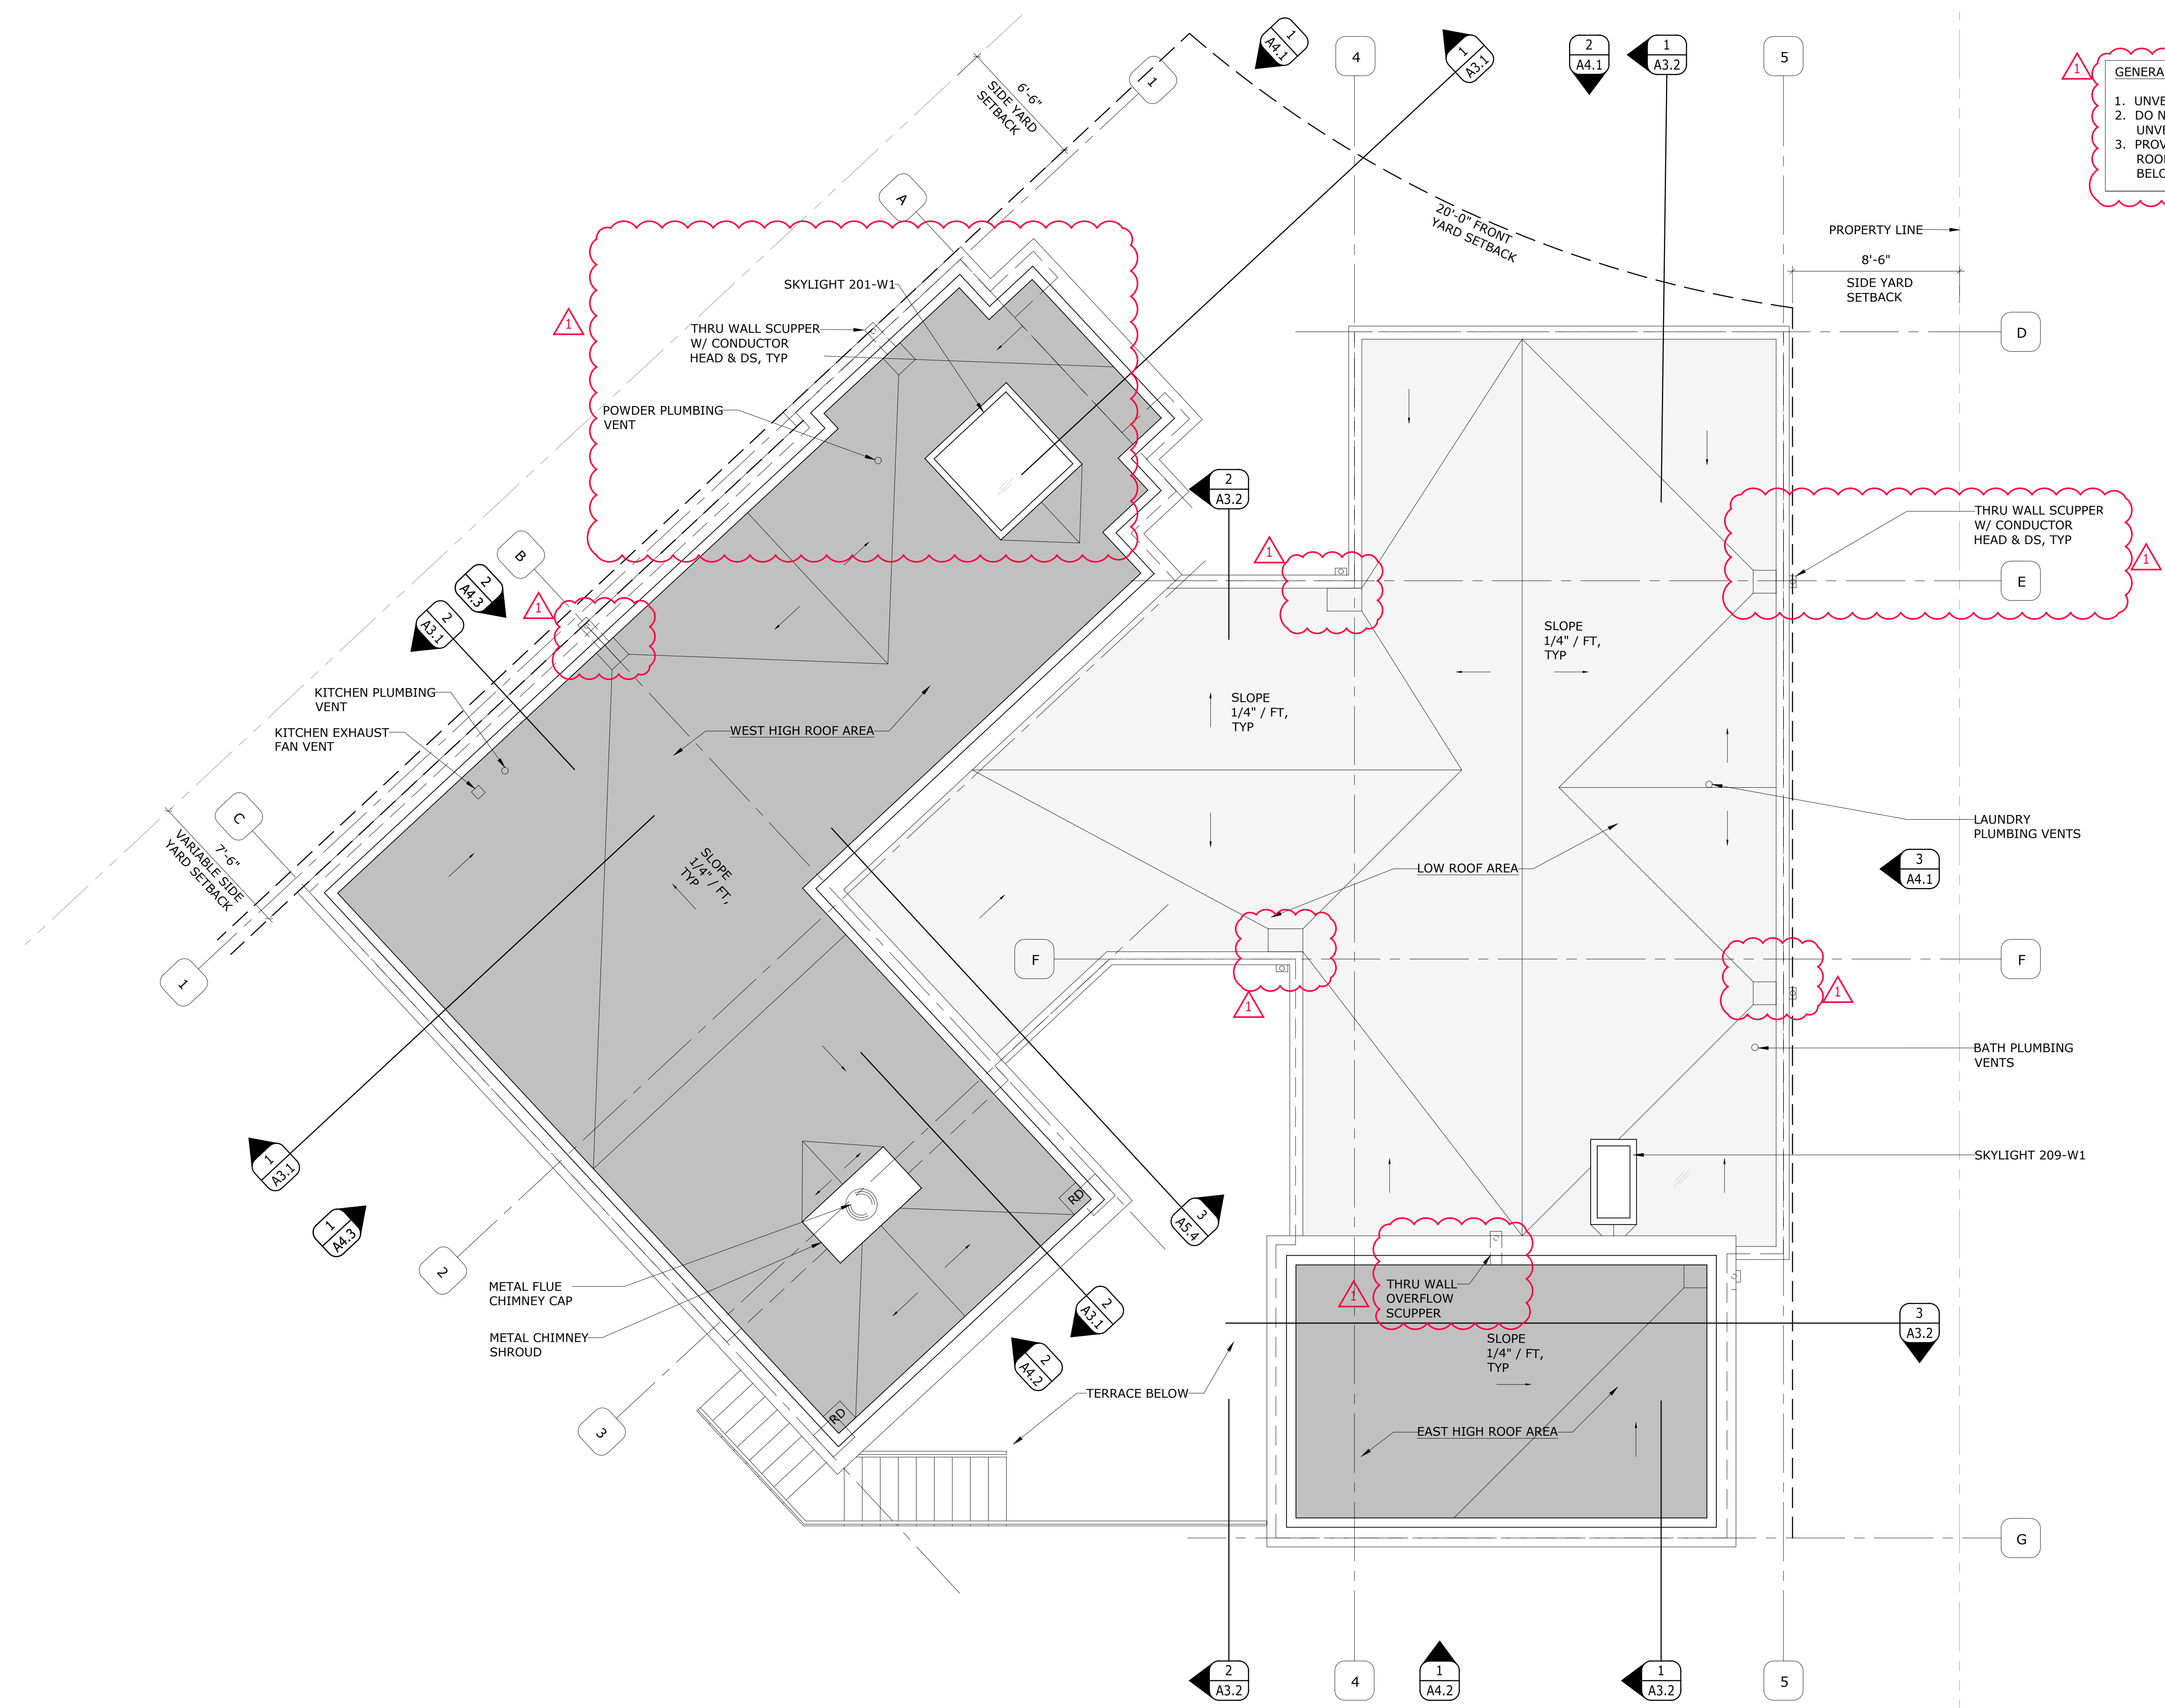 1
A4.1
4
1
A3.1
2
A4.1
1
A3.2
5
1
GENERA
1. UNVE
2. DO N
UNVE
3. PROV
ROO
BELO
6'-6"
SIDE YARD
SETBACK
1
A
20'-0" FRONT
YARD SETBACK
PROPERTY LINE
8'-6"
SIDE YARD
SETBACK
SKYLIGHT 201-W1
1
THRU WALL SCUPPER
W/ CONDUCTOR
HEAD & DS, TYP
D
POWDER PLUMBING
VENT
2
A3.2
THRU WALL SCUPPER
W/ CONDUCTOR
HEAD & DS, TYP
1
B
1
E
2
A4.3
1
2
A3.1
SLOPE
1/4" / FT,
TYP
KITCHEN PLUMBING
VENT
SLOPE
1/4" / FT,
TYP
KITCHEN EXHAUST
FAN VENT
WEST HIGH ROOF AREA
C
7'-6"
VARIABLE SIDE
YARD SETBACK
SLOPE
1/4" / FT,
TYP
LOW ROOF AREA
LAUNDRY
PLUMBING VENTS
3
A4.1
1
F
F
1
1
BATH PLUMBING
VENTS
1
A3.1
SKYLIGHT 209-W1
RD
1
A4.3
3
A5.4
2
METAL FLUE
CHIMNEY CAP
1
THRU WALL
OVERFLOW
SCUPPER
2
A3.1
3
A3.2
METAL CHIMNEY
SHROUD
SLOPE
1/4" / FT,
TYP
2
A4.2
TERRACE BELOW
RD
3
EAST HIGH ROOF AREA
G
2
A3.2
4
1
A4.2
1
A3.2
5